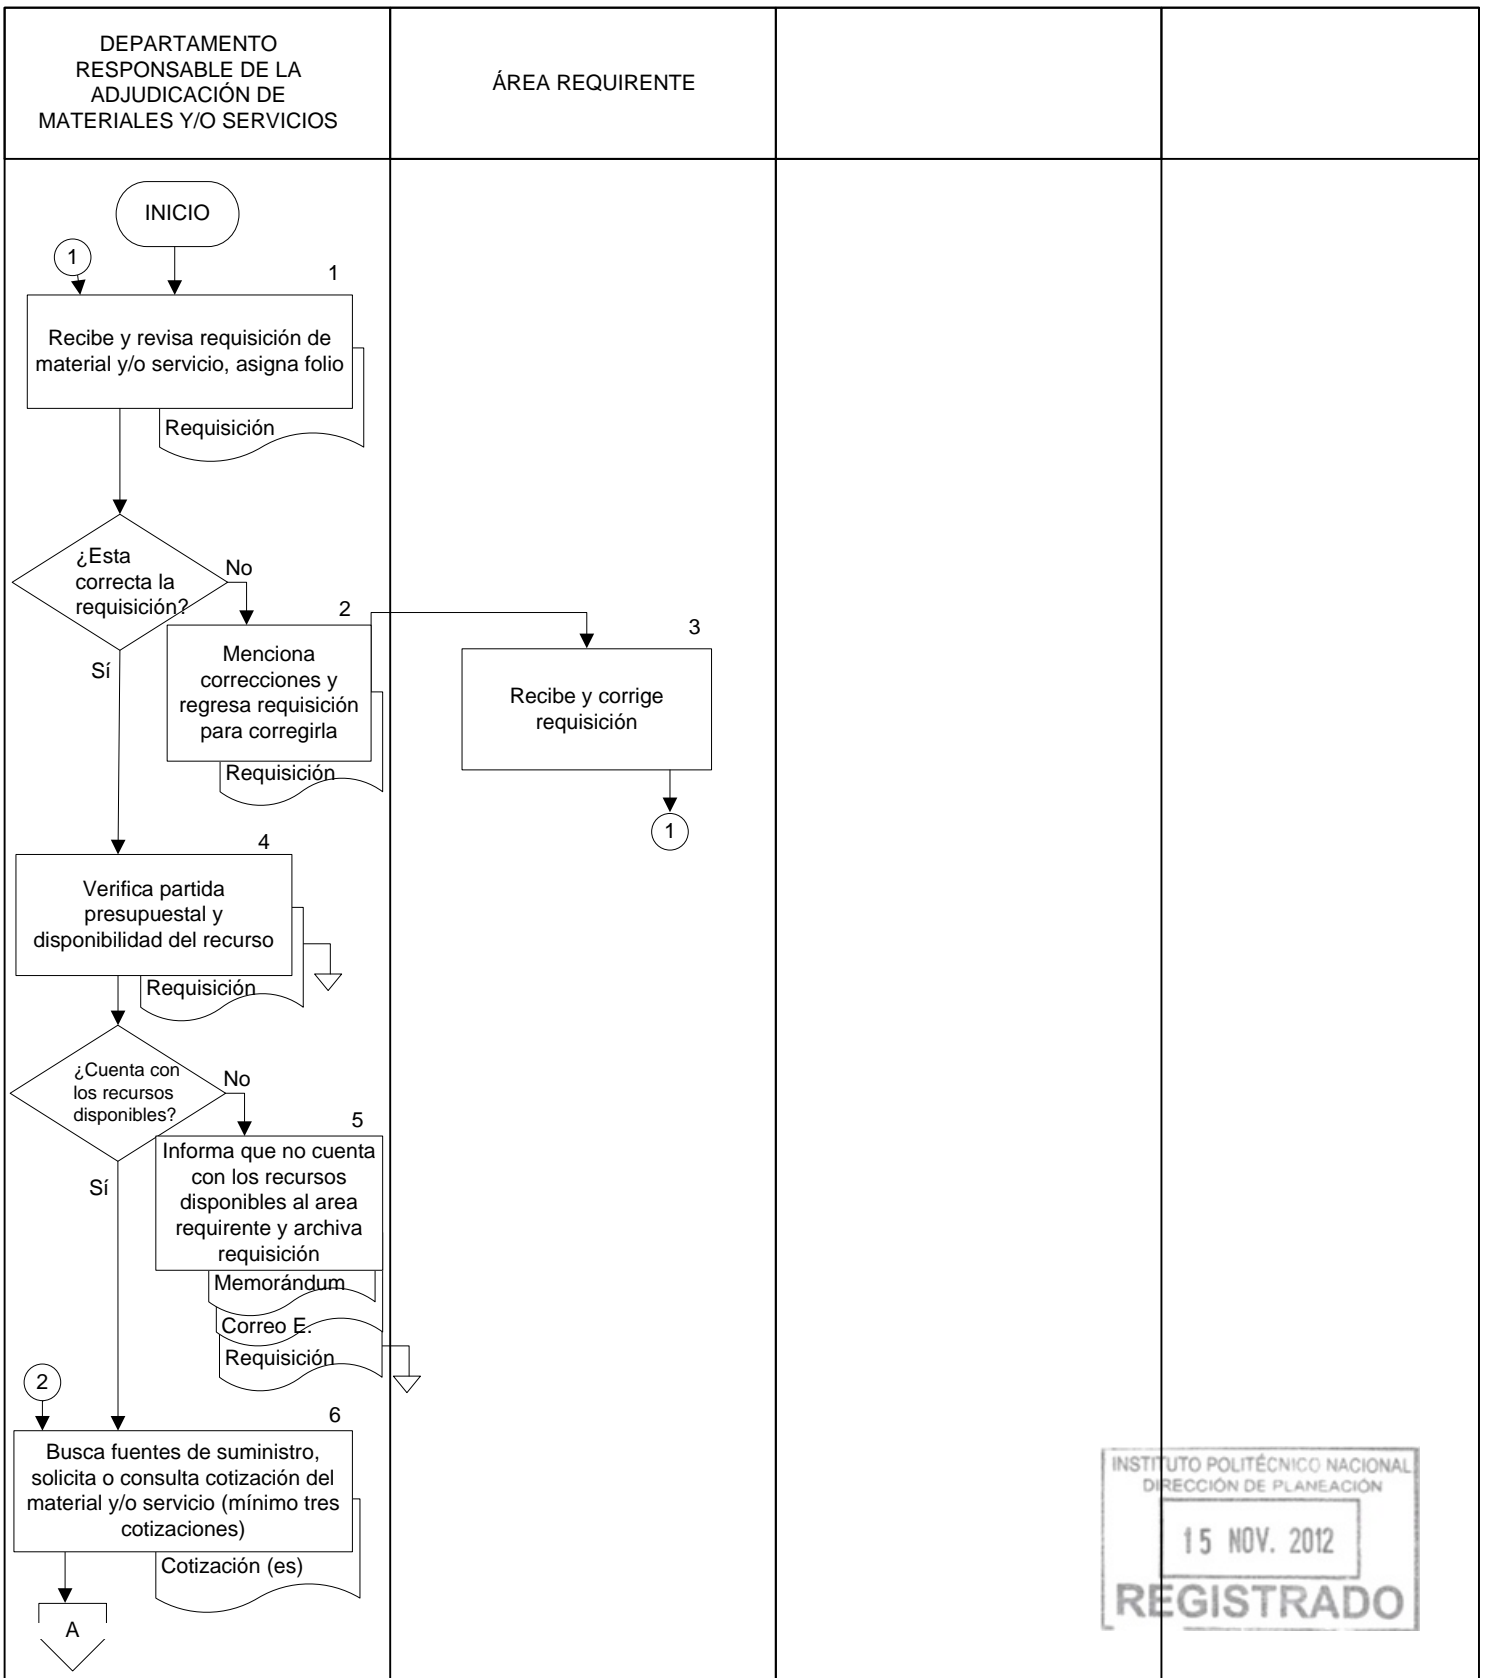 DEPARTAMENTO
RESPONSABLE DE LA
ADJUDICACIÓN DE
MATERIALES Y/O SERVICIOS
ÁREA REQUIRENTE
INICIO
1
1
Recibe y revisa requisición de
material y/o servicio, asigna folio
Requisición
¿Esta
correcta la
requisición?
No
Sí
2
Menciona
correcciones y
regresa requisición
para corregirla
Requisición
3
Recibe y corrige
requisición
1
4
Verifica partida
presupuestal y
disponibilidad del recurso
Requisición
¿Cuenta con
los recursos
disponibles?
No
Sí
5
Informa que no cuenta
con los recursos
disponibles al area
requirente y archiva
requisición
Memorándum
Correo E.
Requisición
2
6
Busca fuentes de suministro,
solicita o consulta cotización del
material y/o servicio (mínimo tres
cotizaciones)
Cotización (es)
A
INSTITUTO POLITÉCNICO NACIONAL
DIRECCIÓN DE PLANEACIÓN
15 NOV. 2012
REGISTRADO